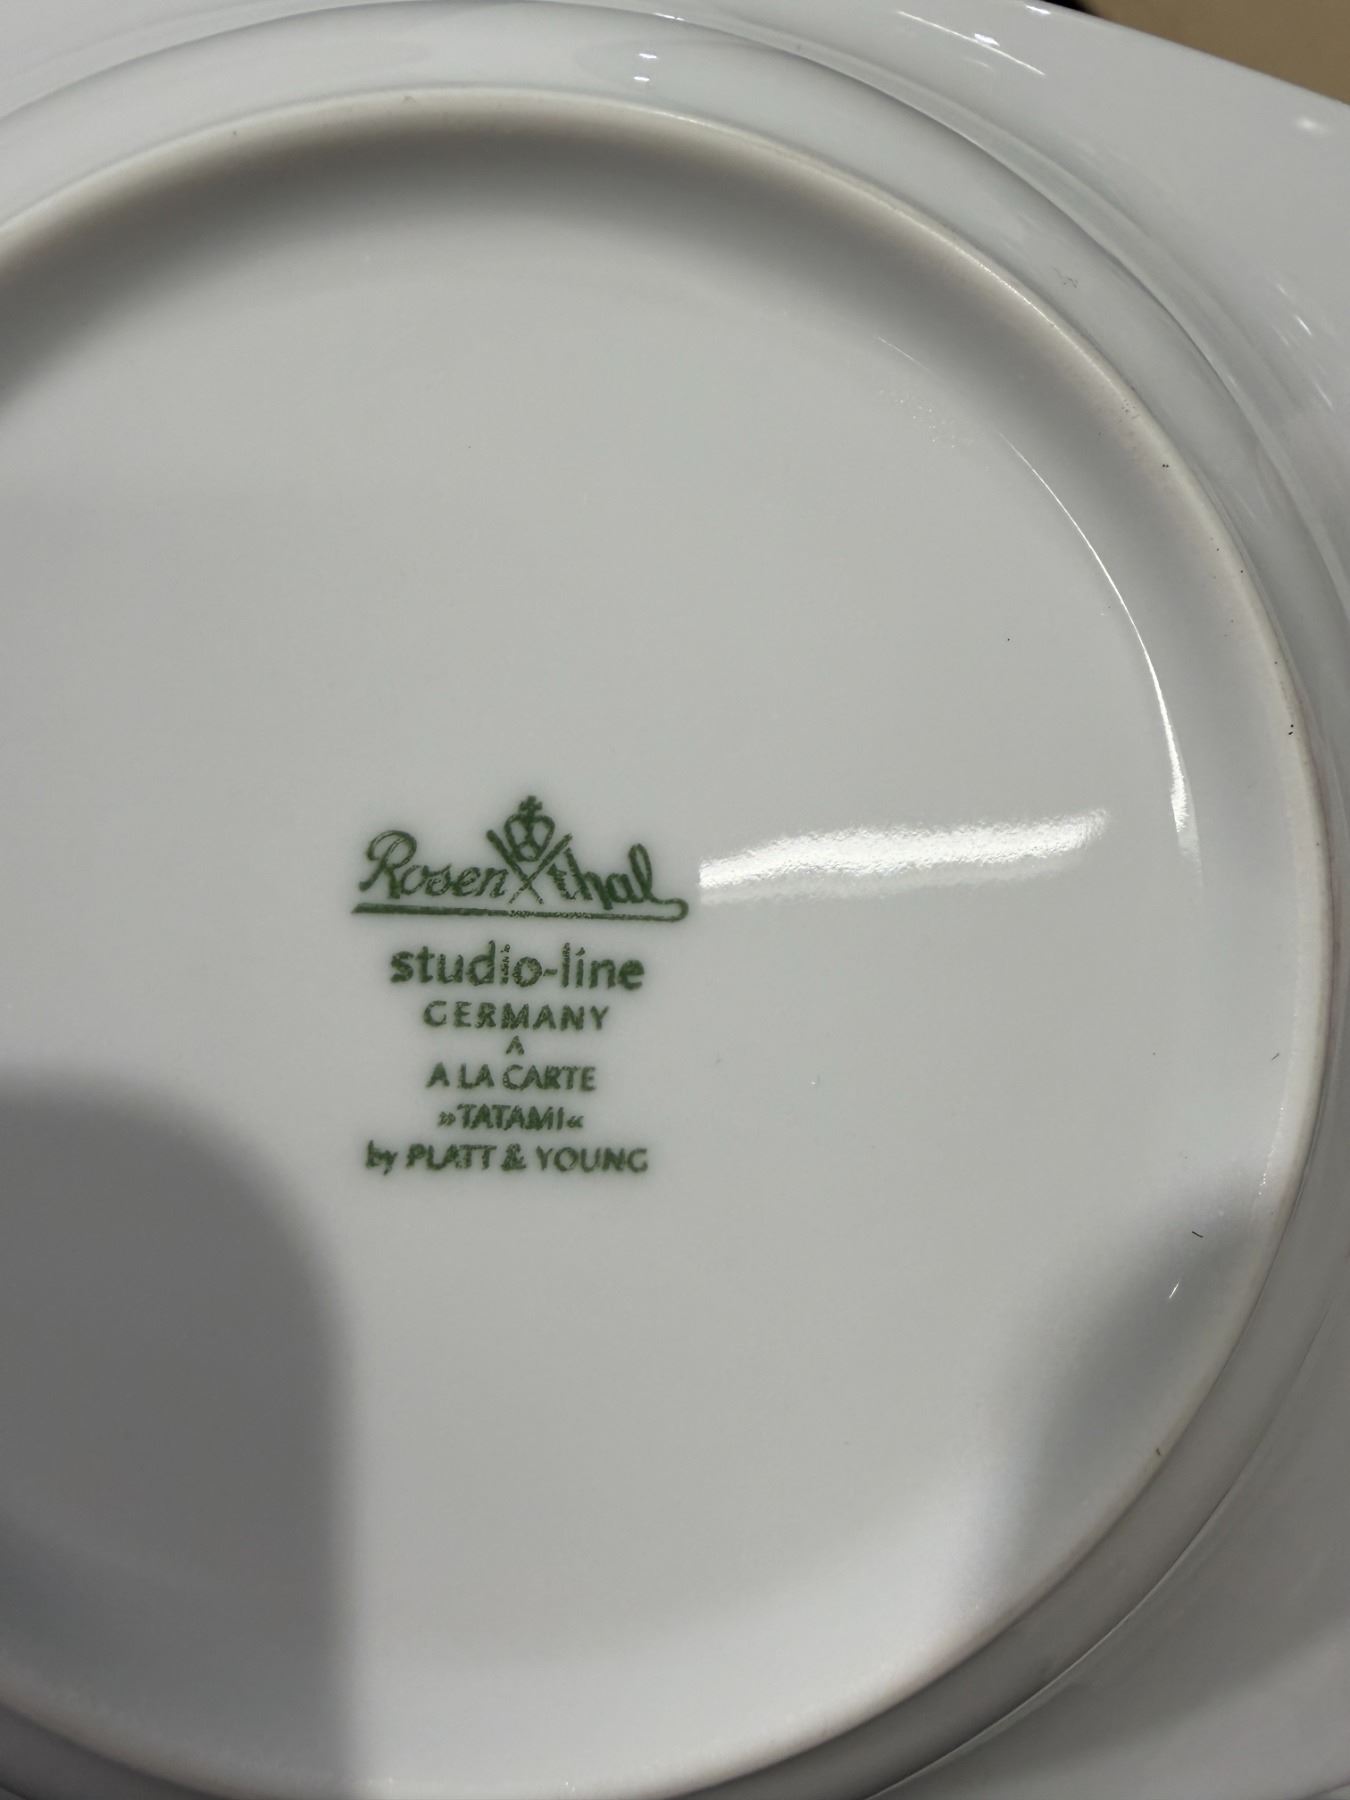 Rosenthal
studio-line
GERMANY
^
A LA CARTE
»TATAMI«
by PLATT & YOUNG